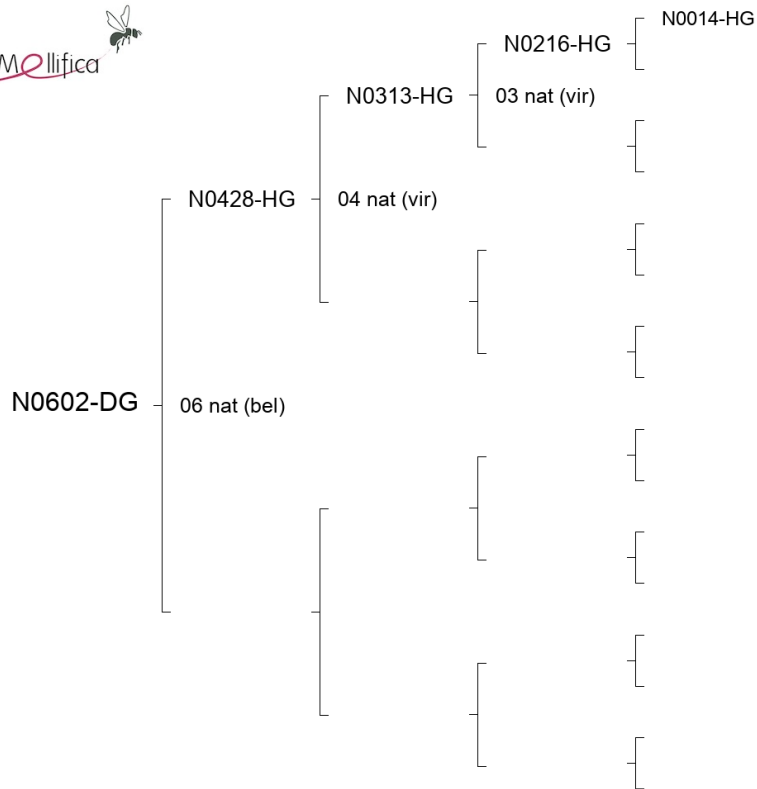 Mellifica
N0014-HG
N0216-HG
N0313-HG
03 nat (vir)
N0428-HG
04 nat (vir)
N0602-DG
06 nat (bel)